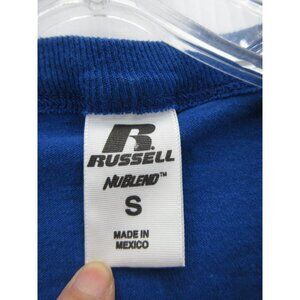 R
RUSSELL
NUBLEND™
S
MADE IN
MEXICO